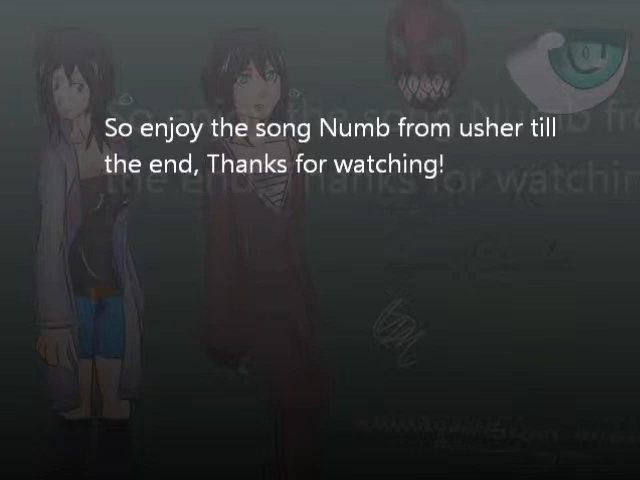 So enjoy the song Numb from usher till
the end, Thanks for watching!